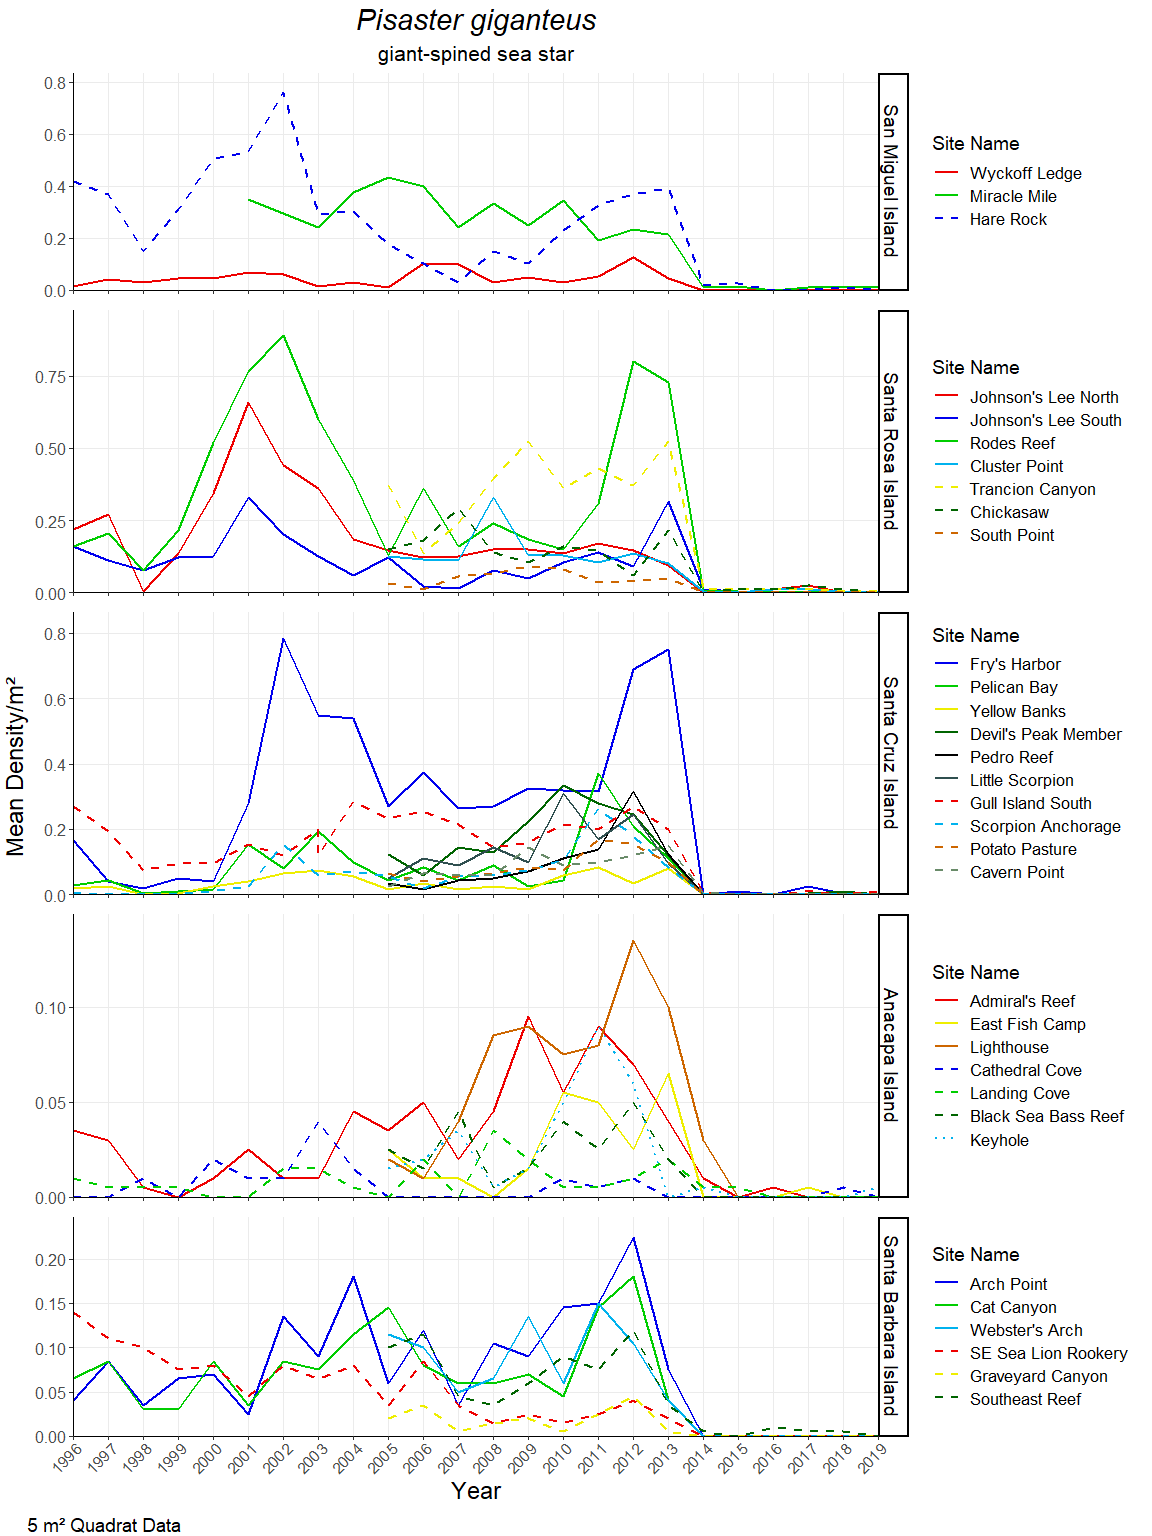 Pisaster giganteus
giant-spined sea star
Mean Density/m²
0.8
0.6
0.4
0.2
0.0
San Miguel Island
Site Name
Wyckoff Ledge
Miracle Mile
Hare Rock
0.75
0.50
0.25
0.00
Santa Rosa Island
Site Name
Johnson's Lee North
Johnson's Lee South
Rodes Reef
Cluster Point
Trancion Canyon
Chickasaw
South Point
0.8
0.6
0.4
0.2
0.0
Santa Cruz Island
Site Name
Fry's Harbor
Pelican Bay
Yellow Banks
Devil's Peak Member
Pedro Reef
Little Scorpion
Gull Island South
Scorpion Anchorage
Potato Pasture
Cavern Point
0.10
0.05
0.00
Anacapa Island
Site Name
Admiral's Reef
East Fish Camp
Lighthouse
Cathedral Cove
Landing Cove
Black Sea Bass Reef
Keyhole
0.20
0.15
0.10
0.05
0.00
Santa Barbara Island
Site Name
Arch Point
Cat Canyon
Webster's Arch
SE Sea Lion Rookery
Graveyard Canyon
Southeast Reef
1996 1997 1998 1999 2000 2001 2002 2003 2004 2005 2006 2007 2008 2009 2010 2011 2012 2013 2014 2015 2016 2017 2018 2019
Year
5 m² Quadrat Data